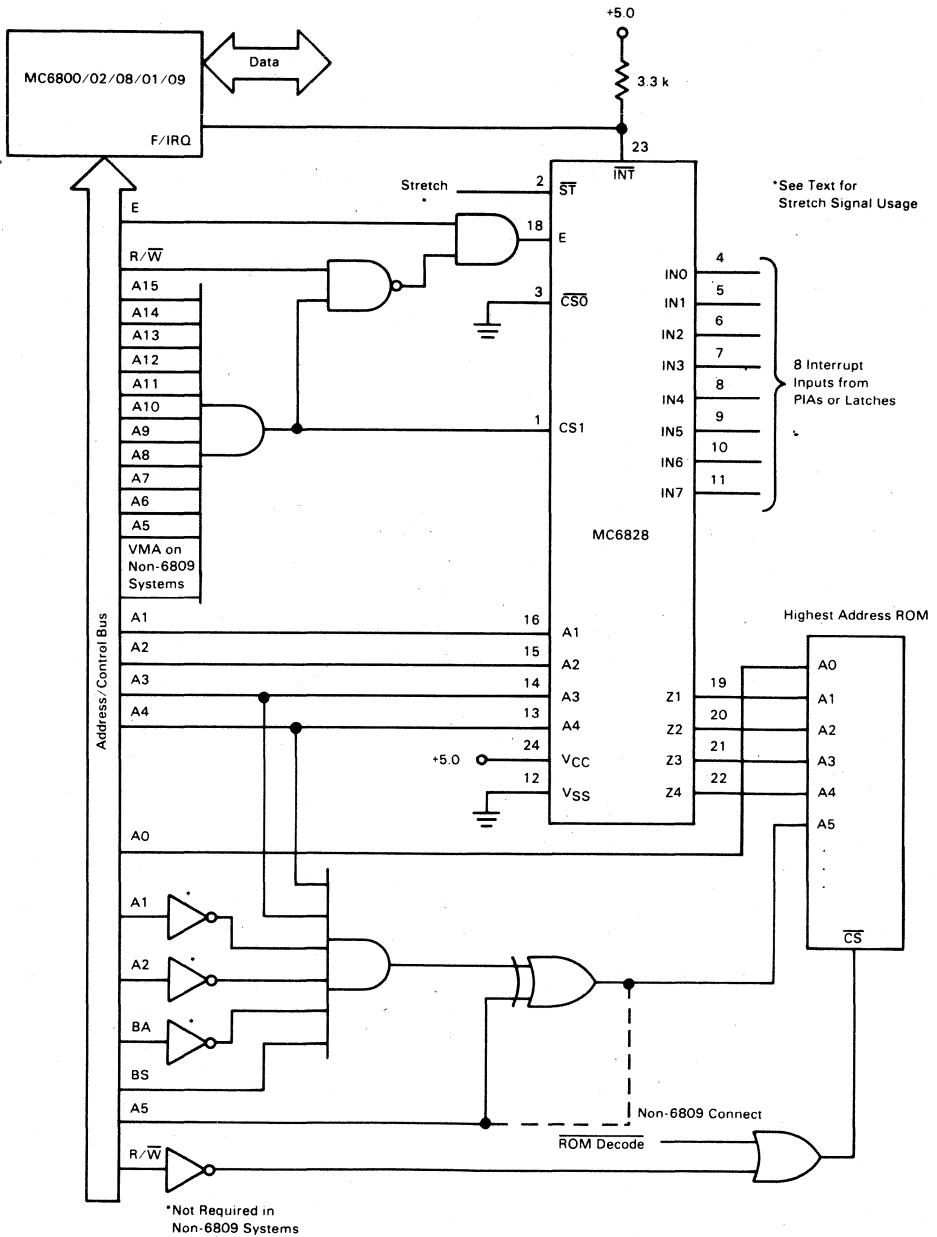 +5.0
MC6800/02/08/01/09
Data
3.3 k
F/IRQ
23
INT
Stretch
2
ST
*See Text for
Stretch Signal Usage
E
18
E
R/W
3
CS0
4
IN0
A15
5
IN1
A14
6
IN2
A13
7
IN3
A12
8
IN4
A11
9
IN5
A10
10
IN6
A9
11
IN7
8 Interrupt
Inputs from
PIAs or Latches
A8
1
CS1
A7
A6
A5
MC6828
VMA on
Non-6809
Systems
Address/Control Bus
Highest Address ROM
A1
16
A1
A2
15
A2
A3
14
A3
A4
13
A4
+5.0
24
VCC
12
VSS
Z1
19
Z2
20
Z3
21
Z4
22
A0
A1
A2
A3
A4
A5
CS
A0
A1
*
A2
*
BA
*
BS
A5
Non-6809 Connect
ROM Decode
R/W
*Not Required in
Non-6809 Systems